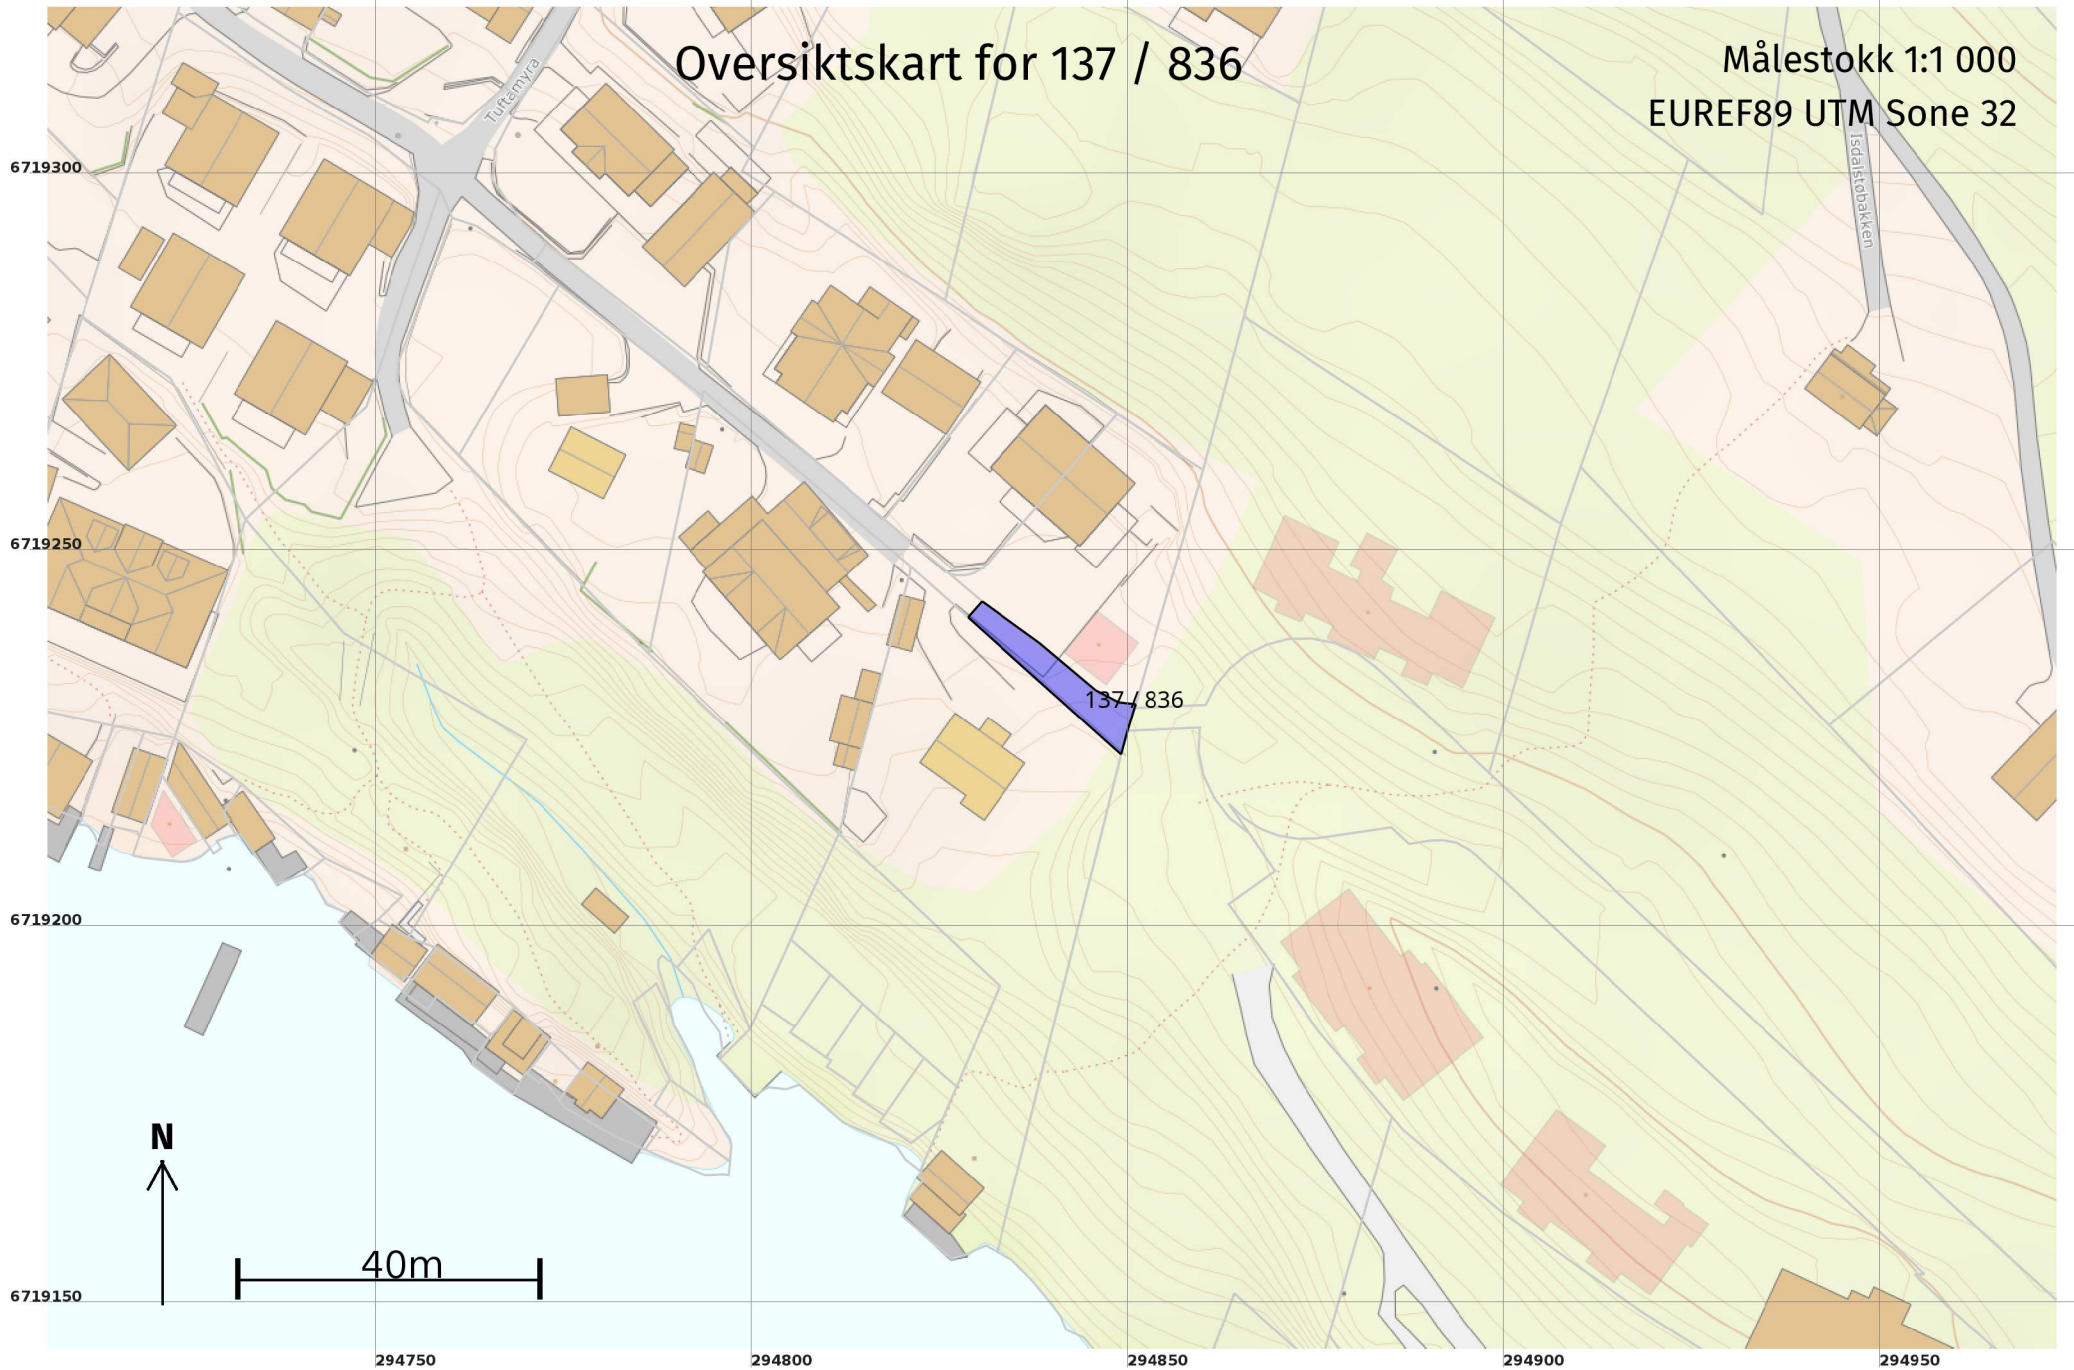 Oversiktskart for 137 / 836
Målestokk 1:1 000
EUREF89 UTM Sone 32
Tuftamyra
Isdalstøbakken
6719300
6719250
137 / 836
6719200
N
40m
6719150
294750
294800
294850
294900
294950